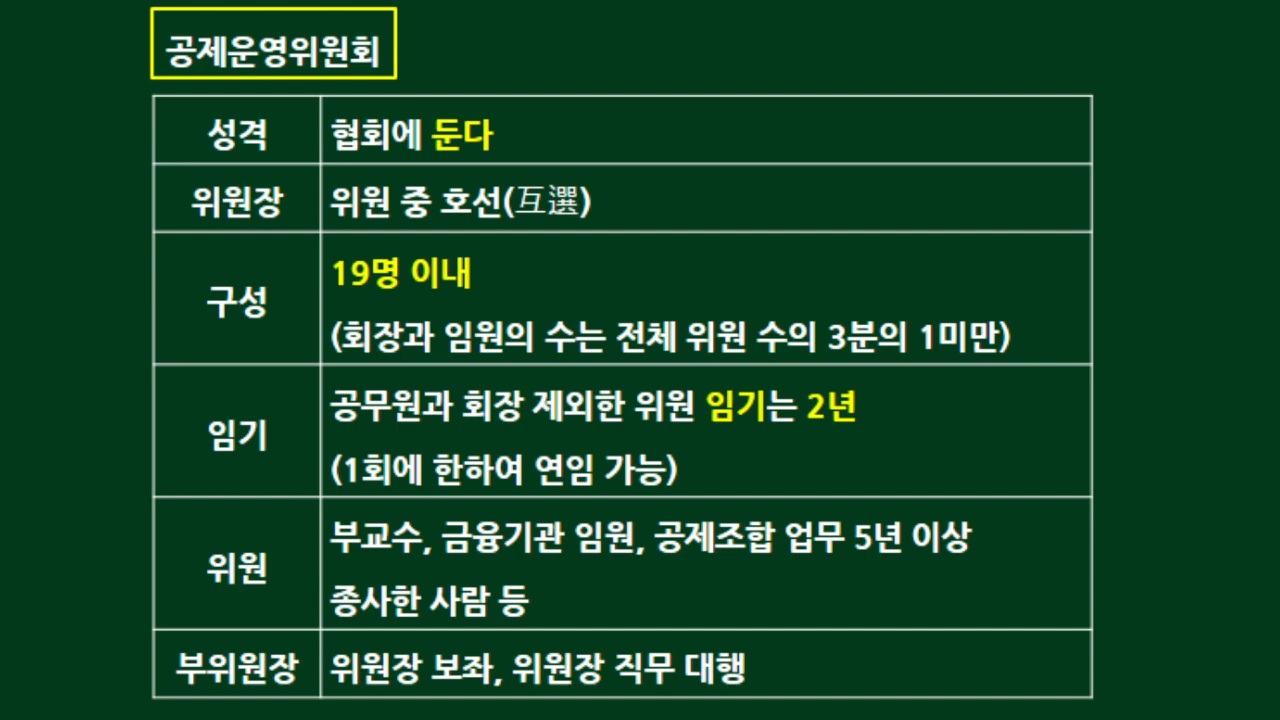 공제운영위원회
성격
협회에 둔다
위원장
위원 중 호선(互選)
구성
19명 이내
(회장과 임원의 수는 전체 위원 수의 3분의 1미만)
임기
공무원과 회장 제외한 위원 임기는 2년
(1회에 한하여 연임 가능)
위원
부교수, 금융기관 임원, 공제조합 업무 5년 이상
종사한 사람 등
부위원장
위원장 보좌, 위원장 직무 대행